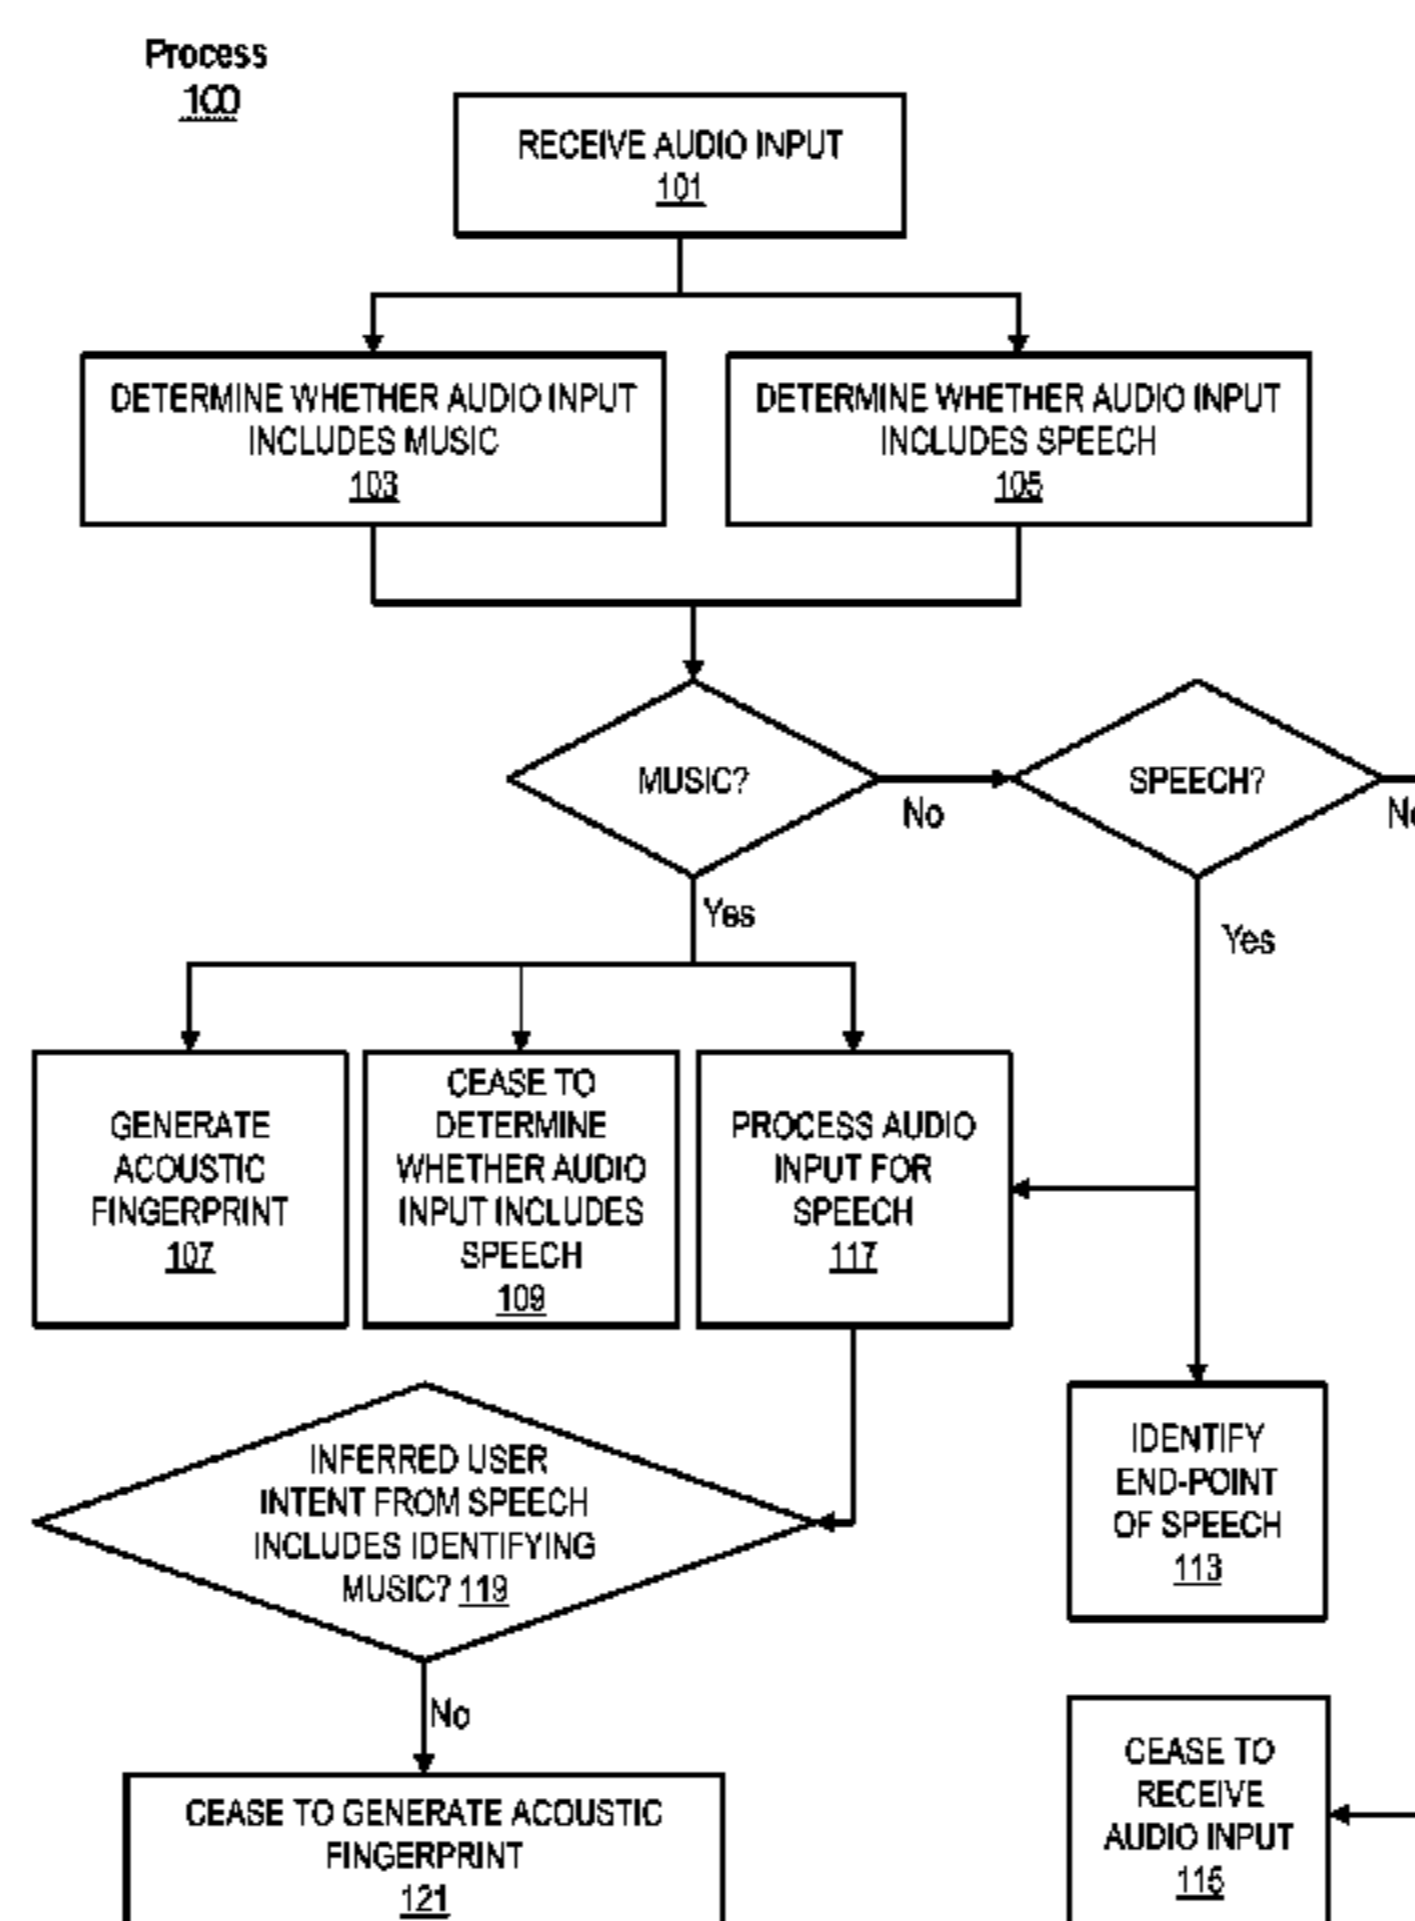 Process
100
RECEIVE AUDIO INPUT
101
DETERMINE WHETHER AUDIO INPUT
INCLUDES MUSIC
103
DETERMINE WHETHER AUDIO INPUT
INCLUDES SPEECH
105
MUSIC?
No
SPEECH?
No
Yes
Yes
GENERATE
ACOUSTIC
FINGERPRINT
107
CEASE TO
DETERMINE
WHETHER AUDIO
INPUT INCLUDES
SPEECH
109
PROCESS AUDIO
INPUT FOR
SPEECH
117
INFERRED USER
INTENT FROM SPEECH
INCLUDES IDENTIFYING
MUSIC? 119
IDENTIFY
END-POINT
OF SPEECH
113
No
CEASE TO GENERATE ACOUSTIC
FINGERPRINT
121
CEASE TO
RECEIVE
AUDIO INPUT
115